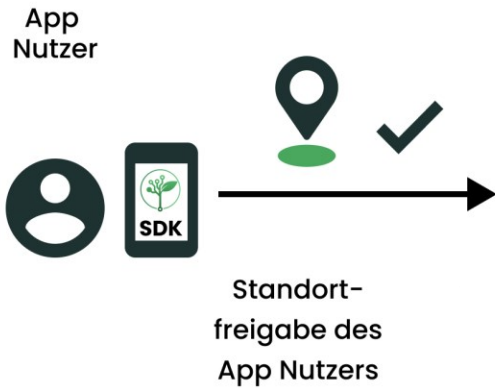 App
Nutzer
SDK
Standort-
freigabe des
App Nutzers